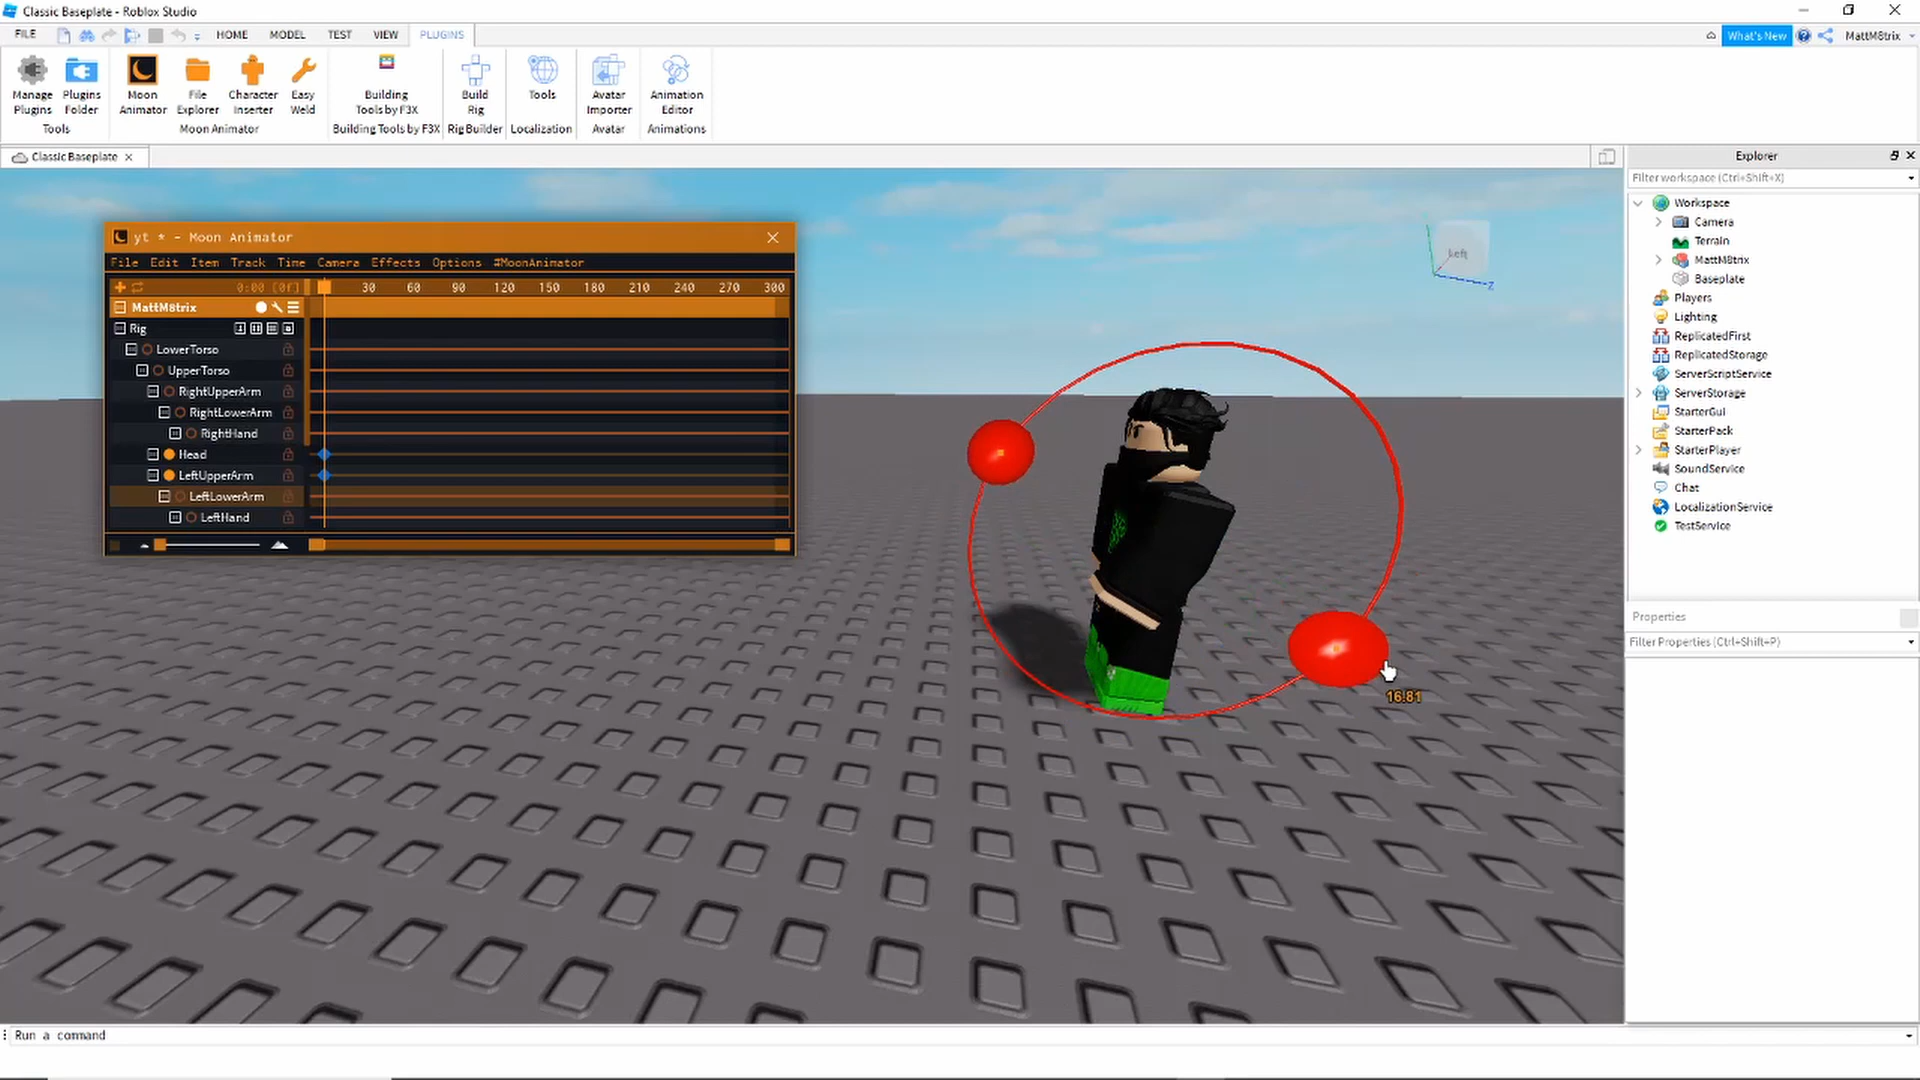 Classic Baseplate - Roblox Studio
FILE HOME MODEL TEST VIEW PLUGINS What's New MattM8trix
Manage Plugins
Plugins Folder
Tools
Moon Animator
File Explorer
Character Inserter
Easy Weld
Moon Animator
Building Tools by F3X
Building Tools by F3X
Build Rig
Rig Builder
Tools
Localization
Avatar Importer
Avatar
Animation Editor
Animations
Classic Baseplate
yt * - Moon Animator
File Edit Item Track Time Camera Effects Options #MoonAnimator
0:00 [0f] 30 60 90 120 150 180 210 240 270 300
MattM8trix
Rig
LowerTorso
UpperTorso
RightUpperArm
RightLowerArm
RightHand
Head
LeftUpperArm
LeftLowerArm
LeftHand
Left
Z
16.81
Explorer
Filter workspace (Ctrl+Shift+X)
Workspace
Camera
Terrain
MattM8trix
Baseplate
Players
Lighting
ReplicatedFirst
ReplicatedStorage
ServerScriptService
ServerStorage
StarterGui
StarterPack
StarterPlayer
SoundService
Chat
LocalizationService
TestService
Properties
Filter Properties (Ctrl+Shift+P)
Run a command